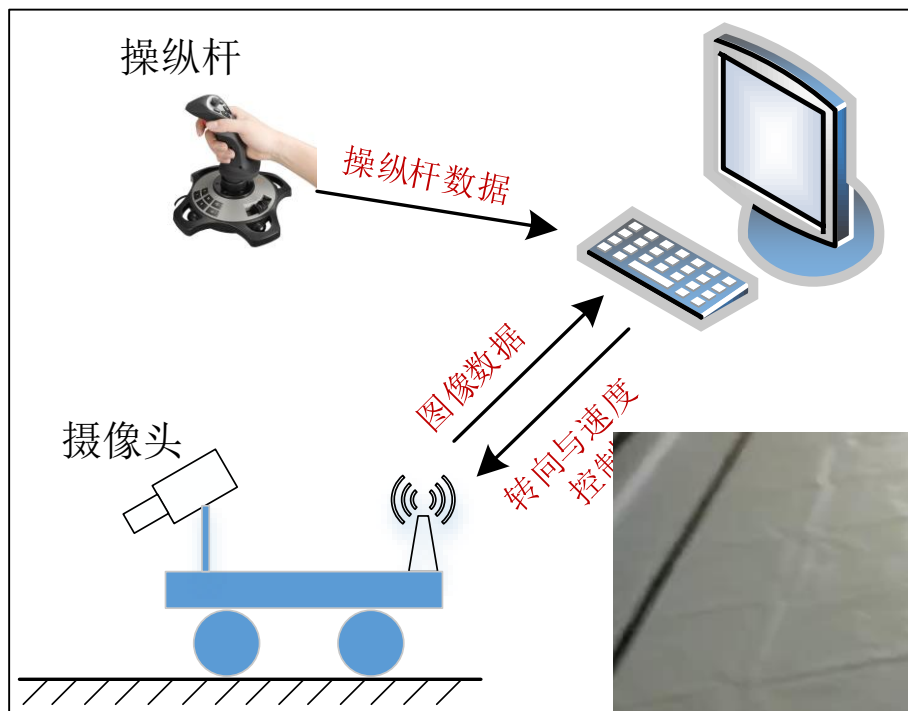 操纵杆
操纵杆数据
图像数据
摄像头
转向与速度
控制